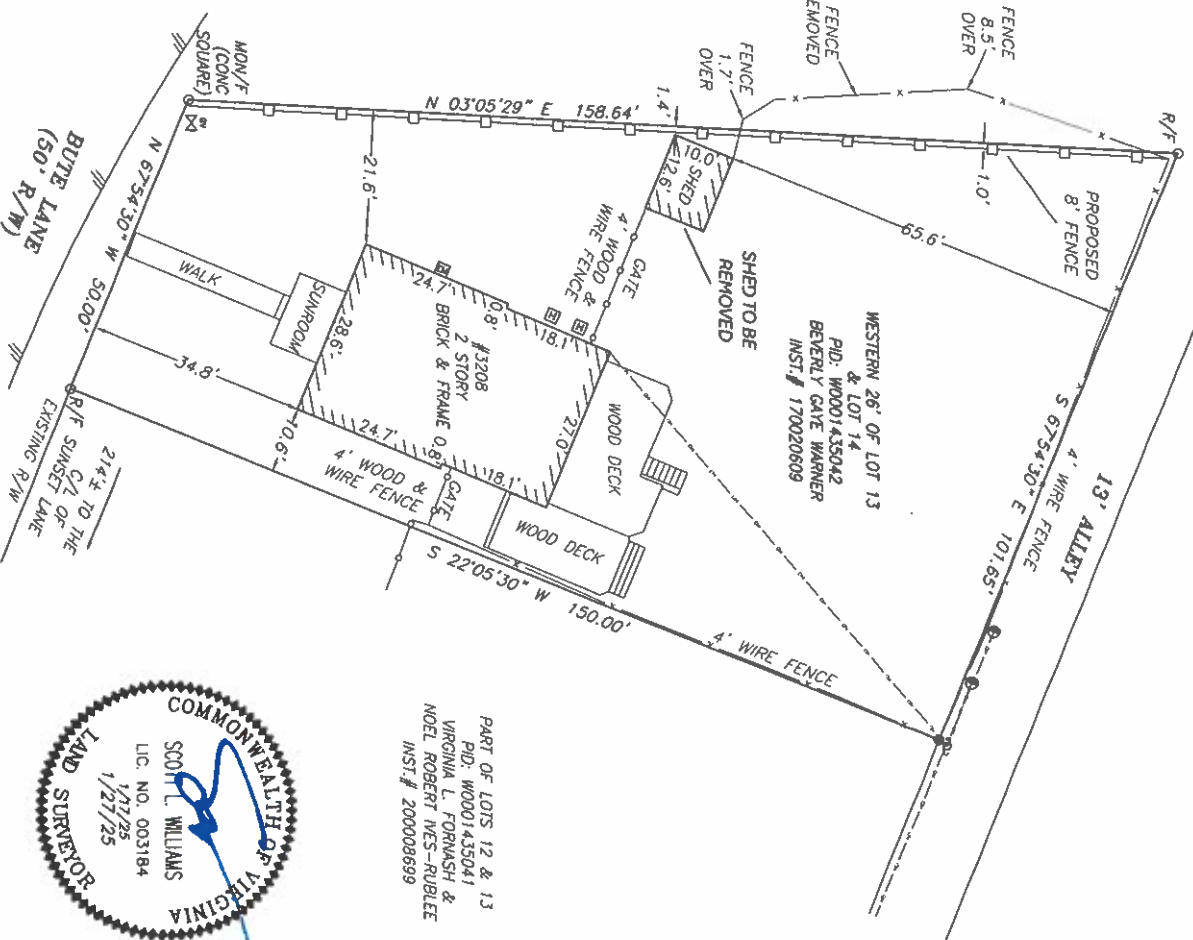 FENCE
8.5'
OVER
FENCE
EMOVED
FENCE
1.7'
OVER
1.4'
R/F
MON/F
(CONC
SQUARE)
N 03°05'29" E 158.64'
1.0'
PROPOSED
8' FENCE
10.0'
12.6'
SHED
65.6'
SHED TO BE
REMOVED
4' WOOD &
WIRE FENCE
GATE
21.6'
13' ALLEY
S 67°54'30" E 101.65'
4' WIRE FENCE
WESTERN 26' OF LOT 13
& LOT 14
PID: W0001435042
BEVERLY GAYE WARNER
INST.# 170020609
BUTE LANE
(50' R/W)
N 67°54'30" W 50.00'
WALK
SUNROOM
34.8'
28.6'
24.7'
0.8'
18.1'
#3208
2 STORY
BRICK & FRAME
27.0'
24.7'
0.8'
18.1'
10.6'
WOOD DECK
WOOD DECK
4' WOOD &
WIRE FENCE
GATE
S 22°05'30" W 150.00'
4' WIRE FENCE
R/F
EXISTING R/W
214'± TO THE
C/L OF
SUNSET LANE
PART OF LOTS 12 & 13
PID: W0001435041
VIRGINIA L. FORNASH &
NOEL ROBERT IVES-RUBLEE
INST.# 200008699
COMMONWEALTH OF VIRGINIA
SCOTT L. WILLIAMS
LIC. NO. 003184
1/17/25
1/27/25
LAND SURVEYOR